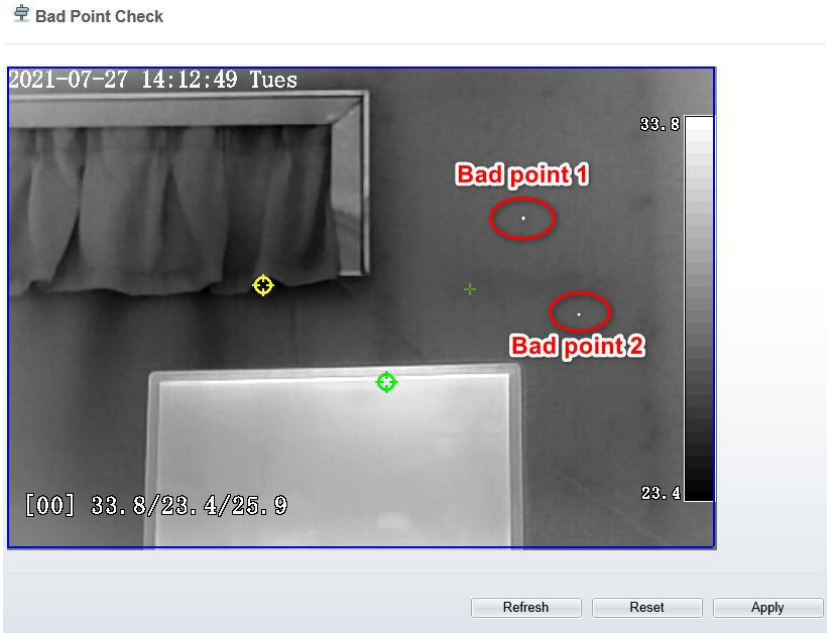 Bad Point Check
2021-07-27 14:12:49 Tues
33.8
Bad point 1
Bad point 2
23.4
[00] 33.8/23.4/25.9
Refresh Reset Apply